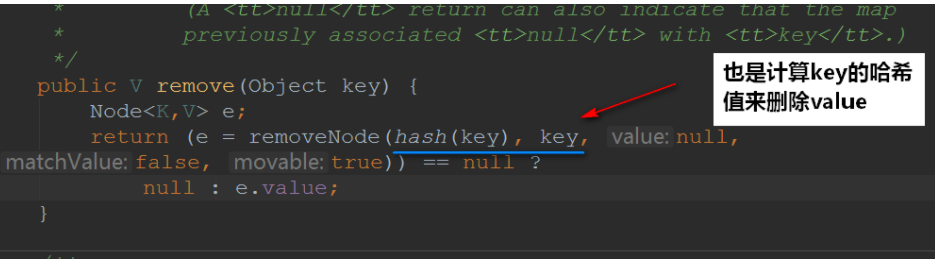 * (A <tt>null</tt> return can also indicate that the map
* previously associated <tt>null</tt> with <tt>key</tt>.)
*/
public V remove(Object key) {
Node<K,V> e;
return (e = removeNode(hash(key), key, value: null,
matchValue: false, movable: true)) == null ?
null : e.value;
}
也是计算key的哈希
值来删除value